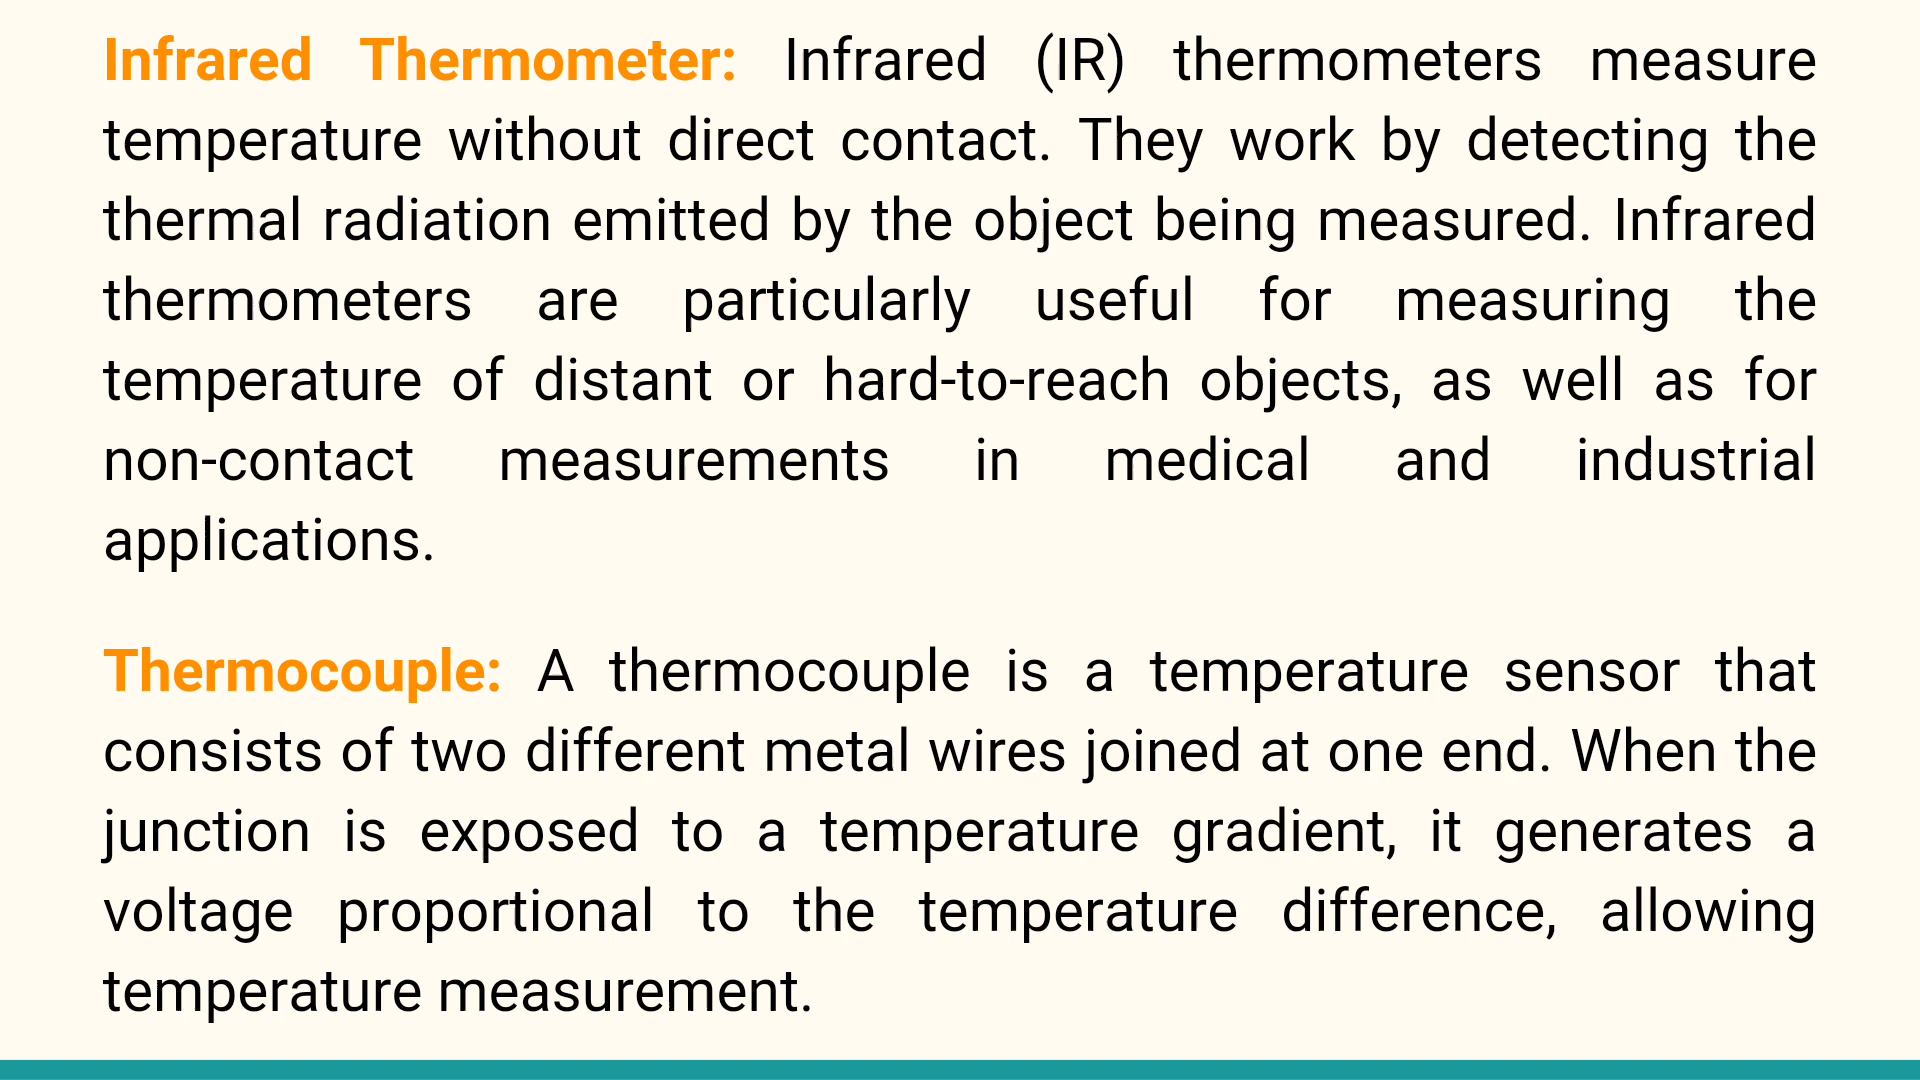 Infrared Thermometer: Infrared (IR) thermometers measure
temperature without direct contact. They work by detecting the
thermal radiation emitted by the object being measured. Infrared
thermometers are particularly useful for measuring the
temperature of distant or hard-to-reach objects, as well as for
non-contact measurements in medical and industrial
applications.
Thermocouple: A thermocouple is a temperature sensor that
consists of two different metal wires joined at one end. When the
junction is exposed to a temperature gradient, it generates a
voltage proportional to the temperature difference, allowing
temperature measurement.